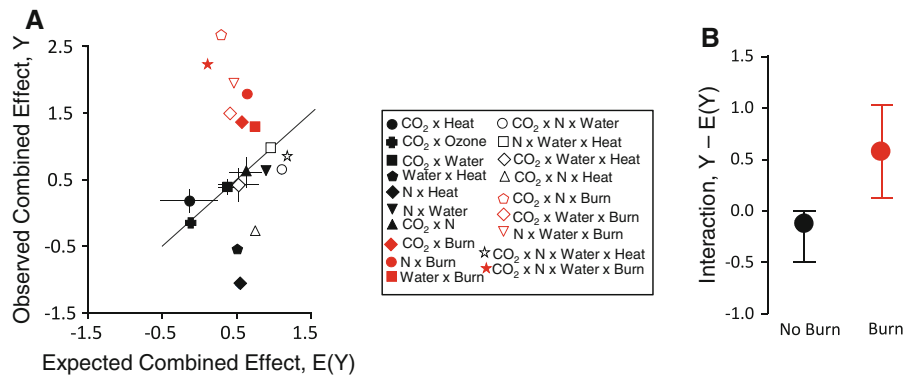 A
Observed Combined Effect, Y
2.5
1.5
0.5
-0.5
-1.5
-1.5
-0.5
0.5
1.5
Expected Combined Effect, E(Y)
CO2 x Heat
CO2 x Ozone
CO2 x Water
Water x Heat
N x Heat
N x Water
CO2 x N
CO2 x Burn
N x Burn
Water x Burn
CO2 x N x Water
N x Water x Heat
CO2 x Water x Heat
CO2 x N x Heat
CO2 x N x Burn
CO2 x Water x Burn
N x Water x Burn
CO2 x N x Water x Heat
CO2 x N x Water x Burn
B
Interaction, Y – E(Y)
1.5
1.0
0.5
0.0
-0.5
-1.0
No Burn
Burn